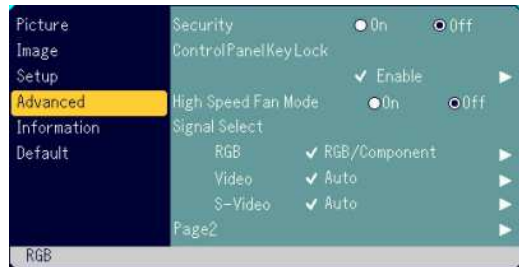 Picture
Image
Setup
Advanced
Information
Default
Security On Off
ControlPanelKeyLock
Enable
High Speed Fan Mode On Off
Signal Select
RGB RGB/Component
Video Auto
S-Video Auto
Page2
RGB